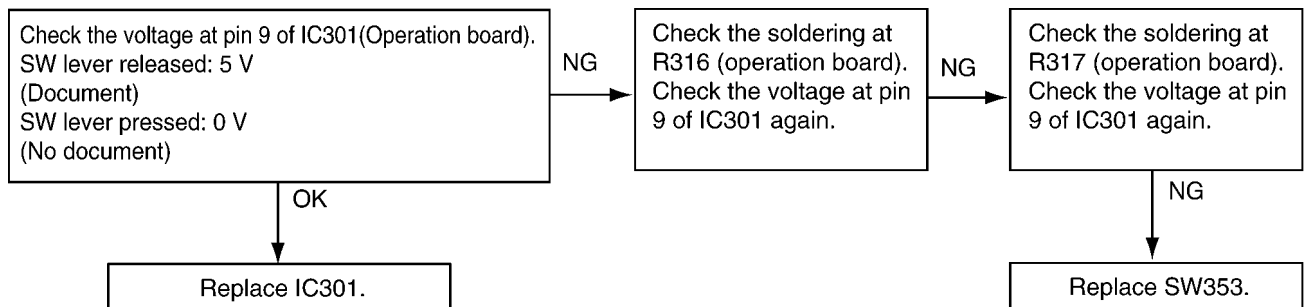 Check the voltage at pin 9 of IC301(Operation board).
SW lever released: 5 V
(Document)
SW lever pressed: 0 V
(No document)
NG
Check the soldering at
R316 (operation board).
Check the voltage at pin
9 of IC301 again.
NG
Check the soldering at
R317 (operation board).
Check the voltage at pin
9 of IC301 again.
OK
NG
Replace IC301.
Replace SW353.